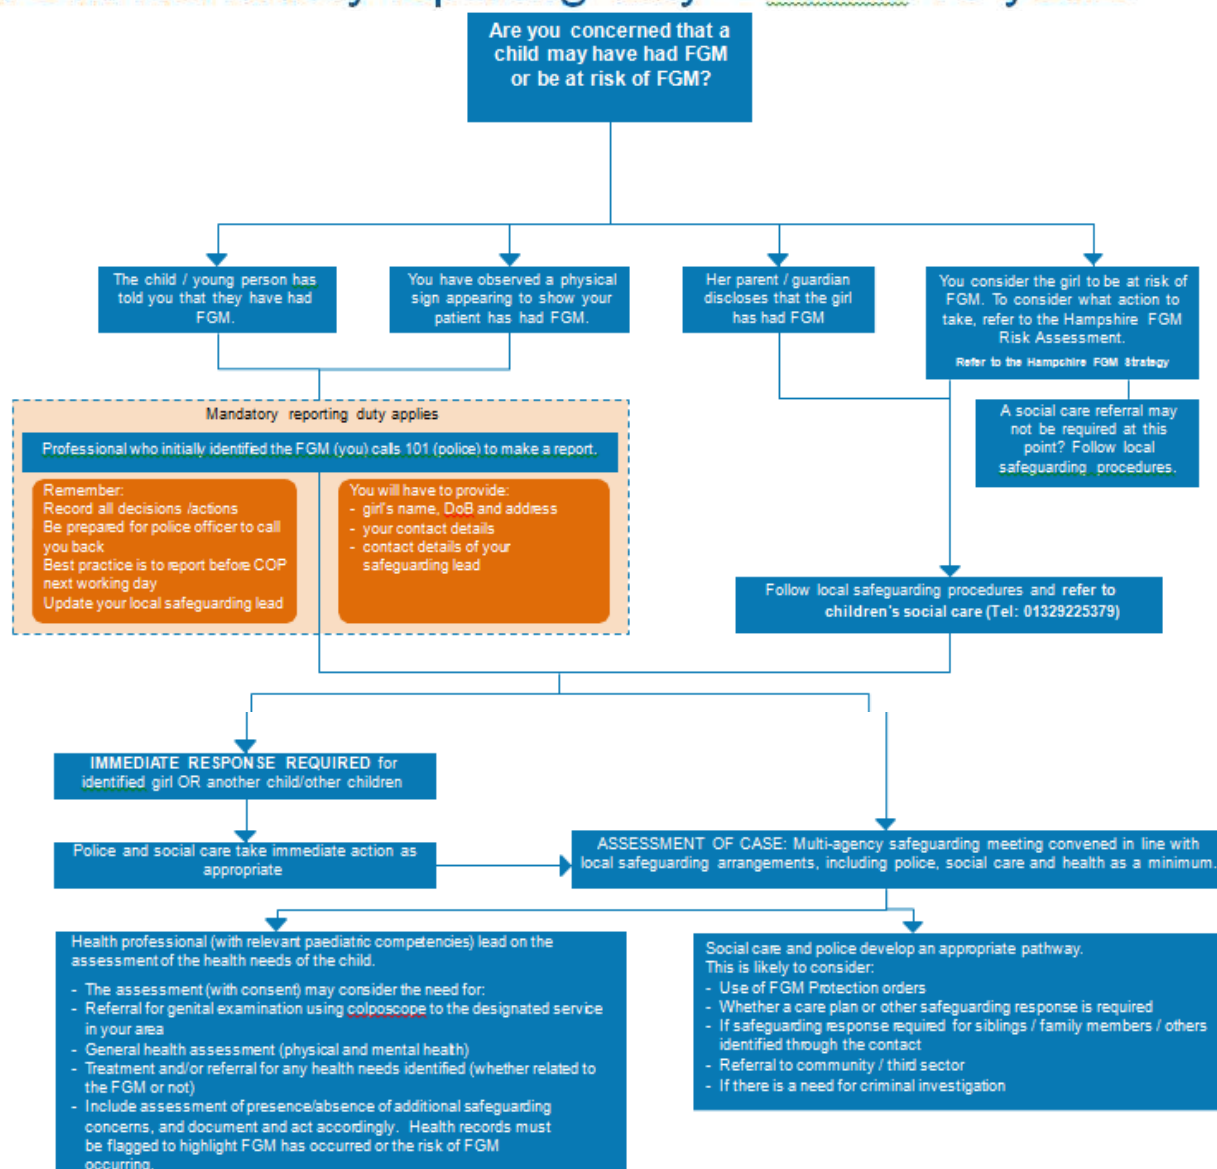 Are you concerned that a
child may have had FGM
or be at risk of FGM?
The child / young person has
told you that they have had
FGM.
You have observed a physical
sign appearing to show your
patient has had FGM.
Her parent / guardian
discloses that the girl
has had FGM
You consider the girl to be at risk of
FGM. To consider what action to
take, refer to the Hampshire FGM
Risk Assessment.
Refer to the Hampchire FGM Strategy
A social care referral may
not be required at this
point? Follow local
safeguarding procedures.
Mandatory reporting duty applies
Professional who initially identified the FGM (you) calls 101 (police) to make a report.
Remember:
Record all decisions /actions
Be prepared for police officer to call
you back
Best practice is to report before COP
next working day
Update your local safeguarding lead
You will have to provide:
- girl's name, DoB and address
- your contact details
- contact details of your
safeguarding lead
Follow local safeguarding procedures and refer to
children's social care (Tel: 01329225379)
IMMEDIATE RESPONSE REQUIRED for
identified girl OR another child/other children
Police and social care take immediate action as
appropriate
ASSESSMENT OF CASE: Multi-agency safeguarding meeting convened in line with
local safeguarding arrangements, including police, social care and health as a minimum.
Health professional (with relevant paediatric competencies) lead on the
assessment of the health needs of the child.
- The assessment (with consent) may consider the need for:
- Referral for genital examination using colposcope to the designated service
in your area
- General health assessment (physical and mental health)
- Treatment and/or referral for any health needs identified (whether related to
the FGM or not)
- Include assessment of presence/absence of additional safeguarding
concerns, and document and act accordingly. Health records must
be flagged to highlight FGM has occurred or the risk of FGM
occurring.
Social care and police develop an appropriate pathway.
This is likely to consider:
- Use of FGM Protection orders
- Whether a care plan or other safeguarding response is required
- If safeguarding response required for siblings / family members / others
identified through the contact
- Referral to community / third sector
- If there is a need for criminal investigation